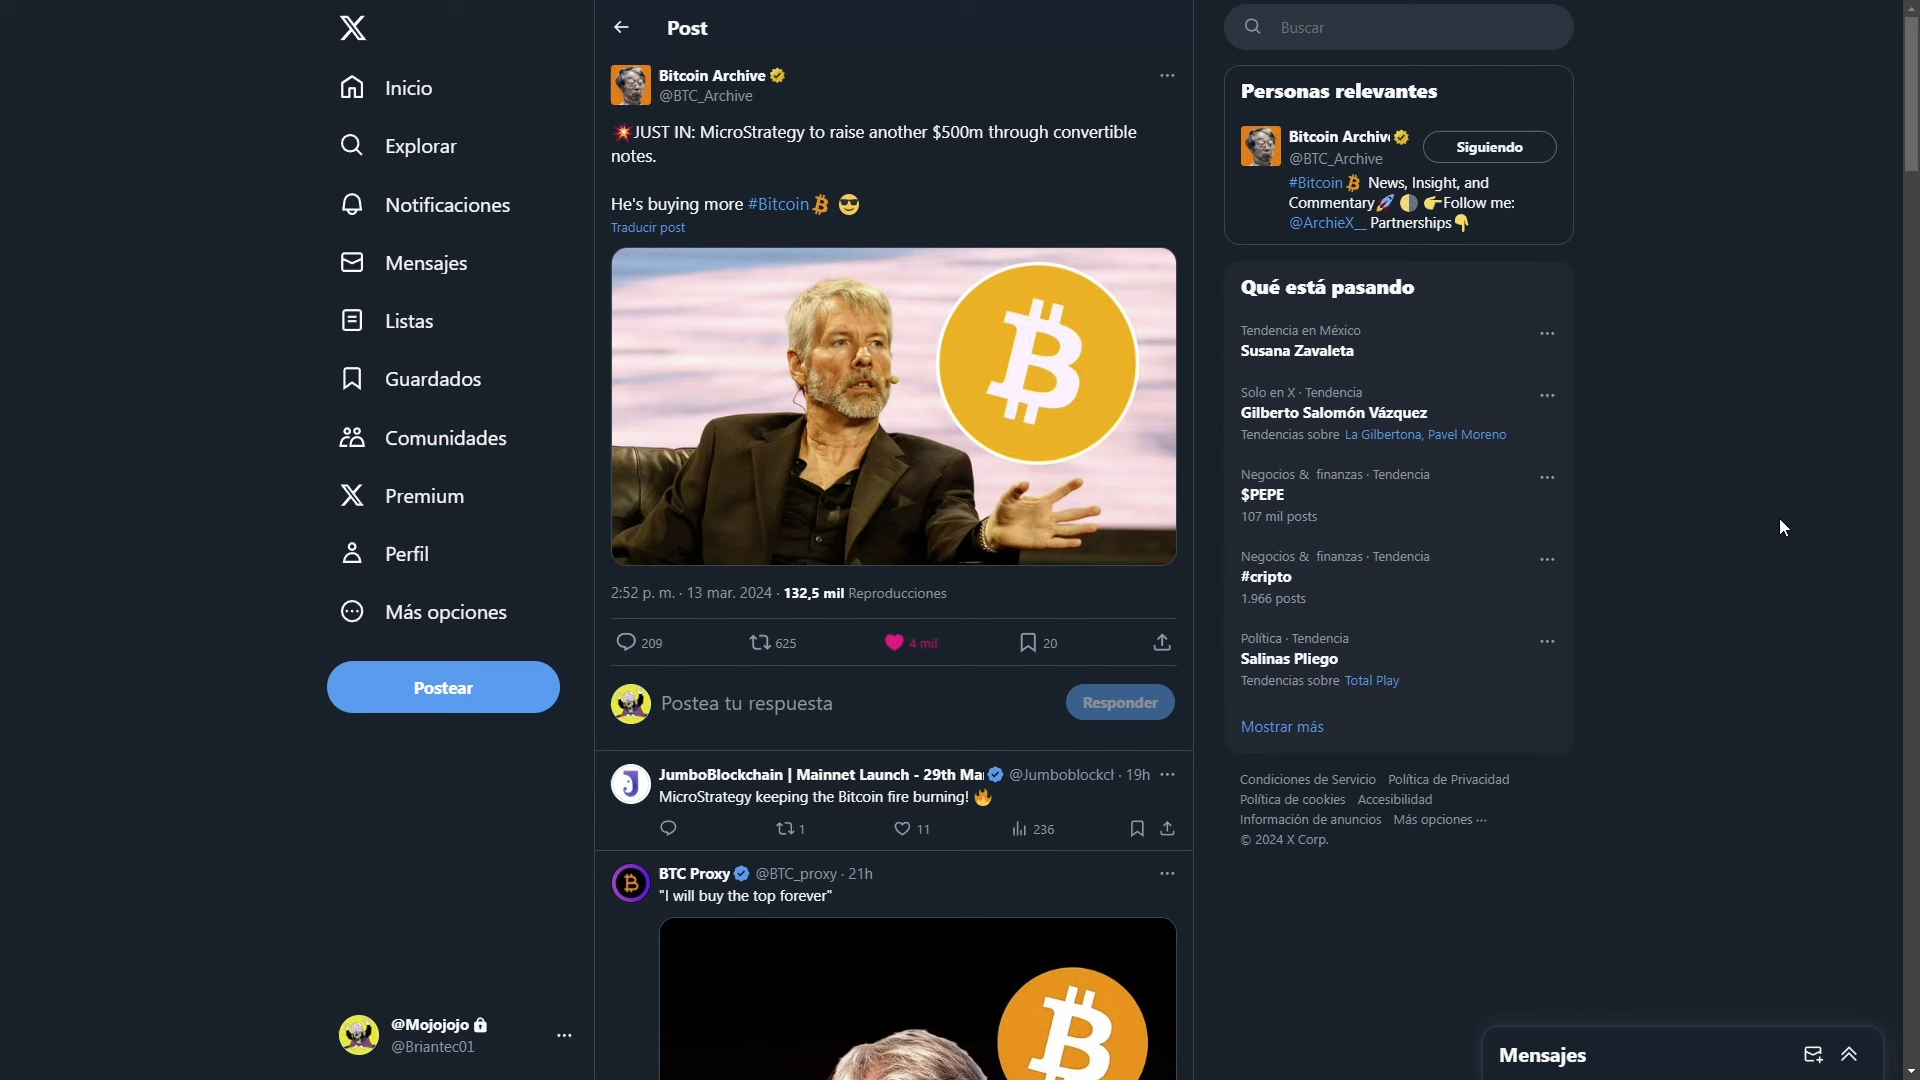 Inicio
Explorar
Notificaciones
Mensajes
Listas
Guardados
Comunidades
Premium
Perfil
Más opciones
Postear
@Mojojojo
@Briantec01
Post
Bitcoin Archive
@BTC_Archive
💥JUST IN: MicroStrategy to raise another $500m through convertible
notes.
He's buying more #Bitcoin 😎
Traducir post
2:52 p. m. · 13 mar. 2024 · 132,5 mil Reproducciones
209 625 4 mil 20
Postea tu respuesta
Responder
JumboBlockchain | Mainnet Launch - 29th Ma @Jumboblockcl · 19h
MicroStrategy keeping the Bitcoin fire burning! 🔥
1 11 236
BTC Proxy @BTC_proxy · 21h
"I will buy the top forever"
Buscar
Personas relevantes
Bitcoin Archiv
@BTC_Archive
Siguiendo
#Bitcoin News, Insight, and
Commentary🚀 🌗 👉Follow me:
@ArchieX__ Partnerships👇
Qué está pasando
Tendencia en México
Susana Zavaleta
Solo en X · Tendencia
Gilberto Salomón Vázquez
Tendencias sobre La Gilbertona, Pavel Moreno
Negocios & finanzas · Tendencia
$PEPE
107 mil posts
Negocios & finanzas · Tendencia
#cripto
1.966 posts
Política · Tendencia
Salinas Pliego
Tendencias sobre Total Play
Mostrar más
Condiciones de Servicio Política de Privacidad
Política de cookies Accesibilidad
Información de anuncios Más opciones ···
© 2024 X Corp.
Mensajes